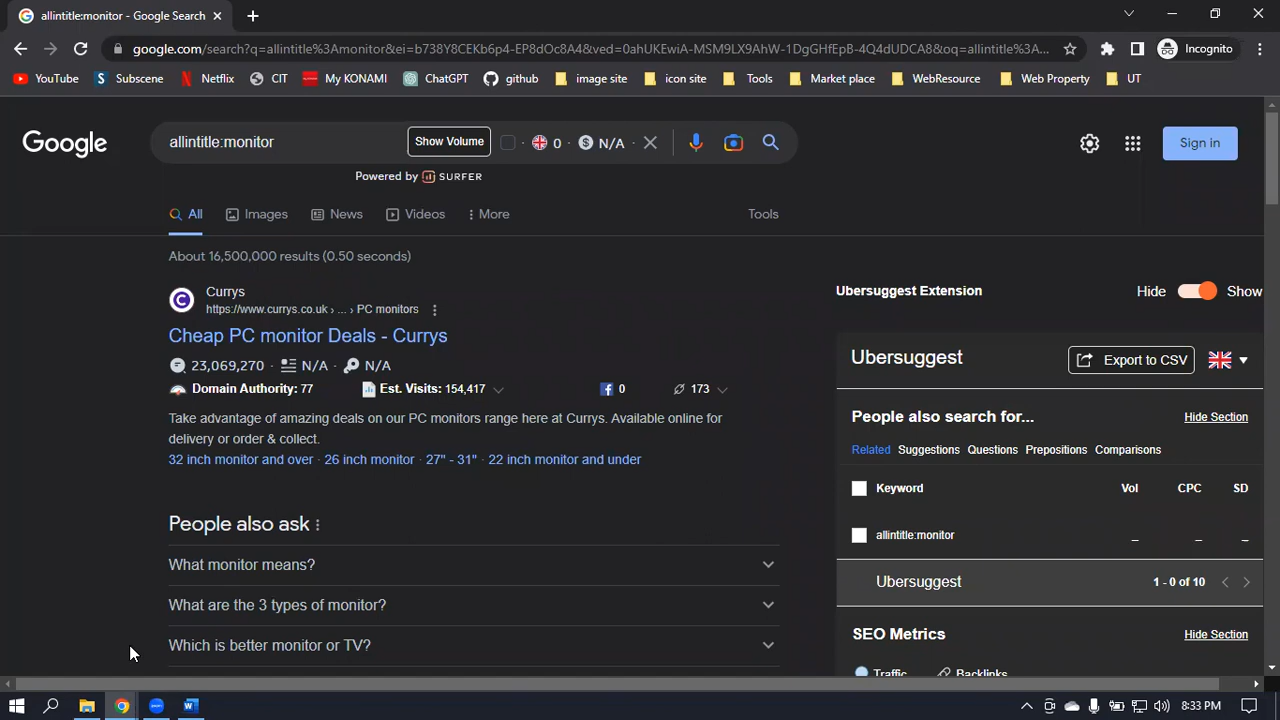 allintitle:monitor - Google Search
google.com/search?q=allintitle%3Amonitor&ei=b738Y8CEKb6p4-EP8dOc8A4&ved=0ahUKEwiA-MSM9LX9AhW-1DgGHfEpB-4Q4dUDCA8&oq=allintitle%3A...
Incognito
YouTube
Subscene
Netflix
CIT
My KONAMI
ChatGPT
github
image site
icon site
Tools
Market place
WebResource
Web Property
UT
Google
allintitle:monitor
Show Volume
0
N/A
Sign in
Powered by SURFER
All
Images
News
Videos
More
Tools
About 16,500,000 results (0.50 seconds)
Currys
https://www.currys.co.uk › ... › PC monitors
Cheap PC monitor Deals - Currys
23,069,270 · N/A · N/A
Domain Authority: 77
Est. Visits: 154,417
0
173
Take advantage of amazing deals on our PC monitors range here at Currys. Available online for
delivery or order & collect.
32 inch monitor and over · 26 inch monitor · 27" - 31" · 22 inch monitor and under
People also ask
What monitor means?
What are the 3 types of monitor?
Which is better monitor or TV?
Ubersuggest Extension
Hide
Show
Ubersuggest
Export to CSV
People also search for...
Hide Section
Related
Suggestions
Questions
Prepositions
Comparisons
Keyword
Vol
CPC
SD
allintitle:monitor
_
_
_
Ubersuggest
1 - 0 of 10
SEO Metrics
Hide Section
Traffic
Backlinks
8:33 PM